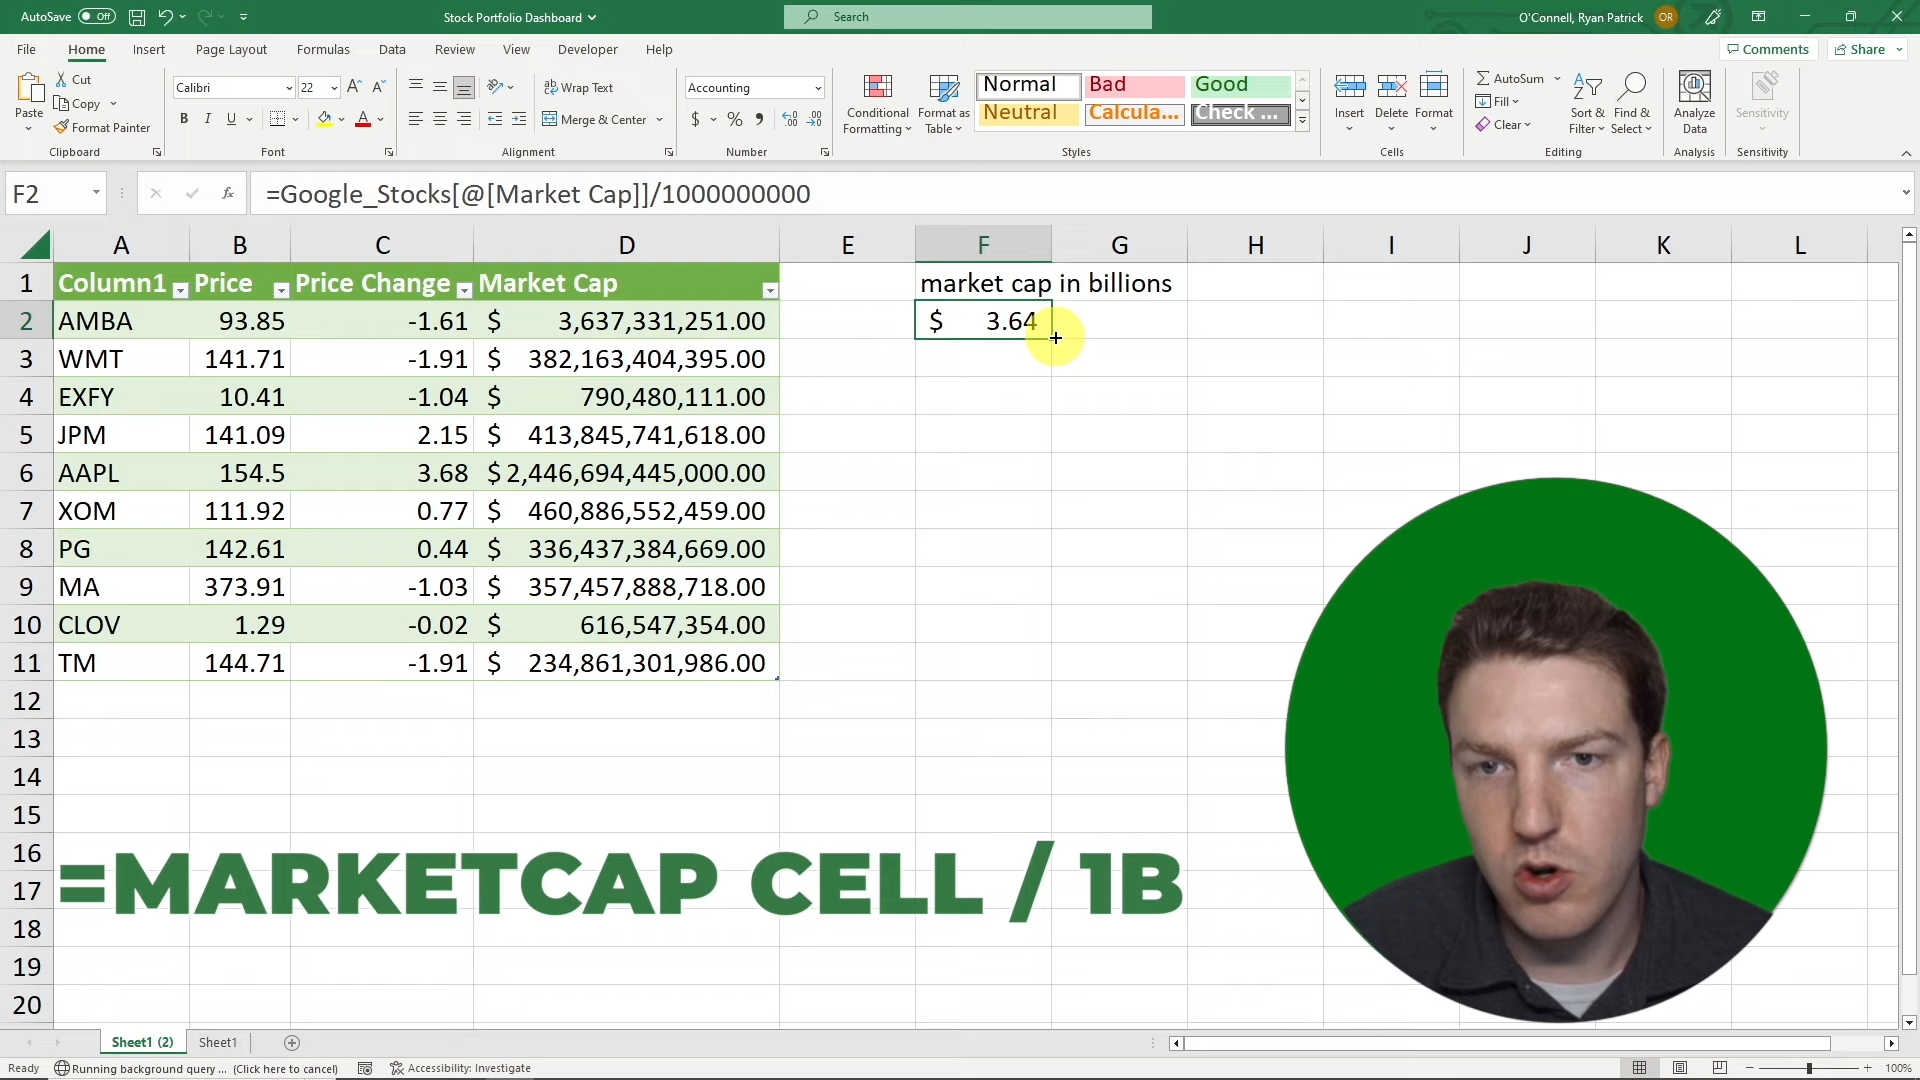 AutoSave Off Stock Portfolio Dashboard Search O'Connell, Ryan Patrick OR
File Home Insert Page Layout Formulas Data Review View Developer Help Comments Share
Paste Cut Copy Format Painter
Clipboard
Calibri 22 A A
B I U A
Font
Wrap Text
Merge & Center
Alignment
Accounting
$ % 9
Number
Conditional Formatting
Format as Table
Normal Bad Good
Neutral Calcula... Check ...
Styles
Insert Delete Format
Cells
AutoSum
Fill
Clear
Sort & Filter
Find & Select
Editing
Analyze Data
Analysis
Sensitivity
Sensitivity
F2 fx =Google_Stocks[@[Market Cap]]/1000000000
A B C D E F G H I J K L
1 Column1 Price Price Change Market Cap market cap in billions
2 AMBA 93.85 -1.61 $ 3,637,331,251.00 $ 3.64
3 WMT 141.71 -1.91 $ 382,163,404,395.00
4 EXFY 10.41 -1.04 $ 790,480,111.00
5 JPM 141.09 2.15 $ 413,845,741,618.00
6 AAPL 154.5 3.68 $ 2,446,694,445,000.00
7 XOM 111.92 0.77 $ 460,886,552,459.00
8 PG 142.61 0.44 $ 336,437,384,669.00
9 MA 373.91 -1.03 $ 357,457,888,718.00
10 CLOV 1.29 -0.02 $ 616,547,354.00
11 TM 144.71 -1.91 $ 234,861,301,986.00
12
13
14
15
16
17
18
19
20
=MARKETCAP CELL / 1B
Sheet1 (2) Sheet1
Ready Running background query ... (Click here to cancel) Accessibility: Investigate 100%